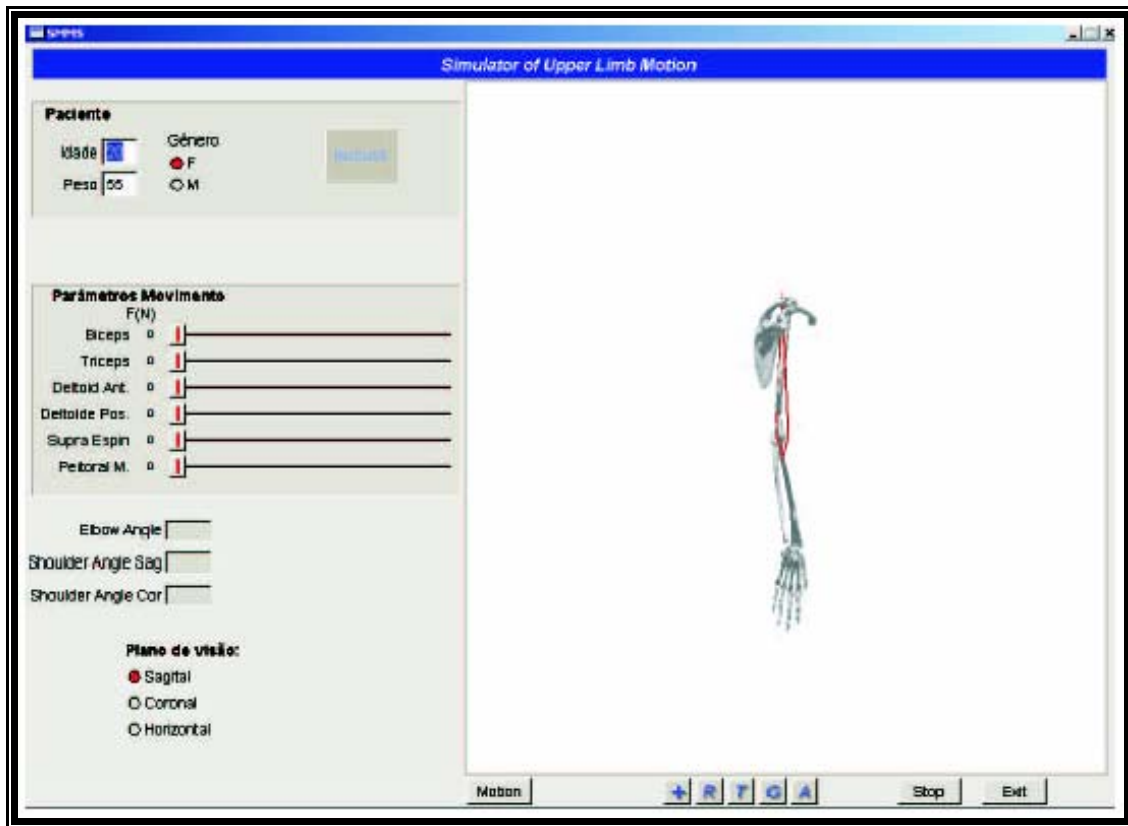 SMMS
Simulator of Upper Limb Motion
Paciente
Idade 20
Gênero
F
Peso 55
M
Parâmetros Movimento
F(N)
Biceps 0
Triceps 0
Deltoid Ant. 0
Deltoide Pos. 0
Supra Espin 0
Peitoral M. 0
Elbow Angle
Shoulder Angle Sag
Shoulder Angle Cor
Plano de visão:
Sagital
Coronal
Horizontal
Motion + R T G A Stop Exit